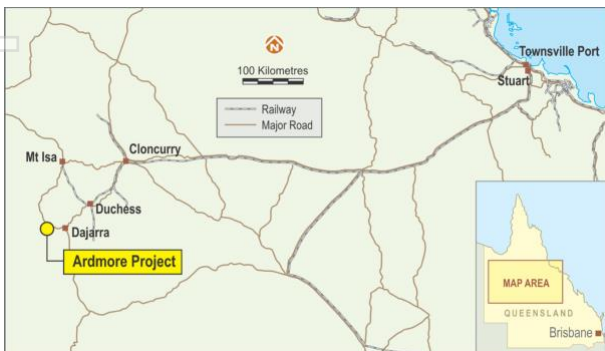 Townsville Port
Stuart
100 Kilometres
Railway
Major Road
Cloncurry
Mt Isa
Duchess
Dajarra
Ardmore Project
MAP AREA
QUEENSLAND
Brisbane